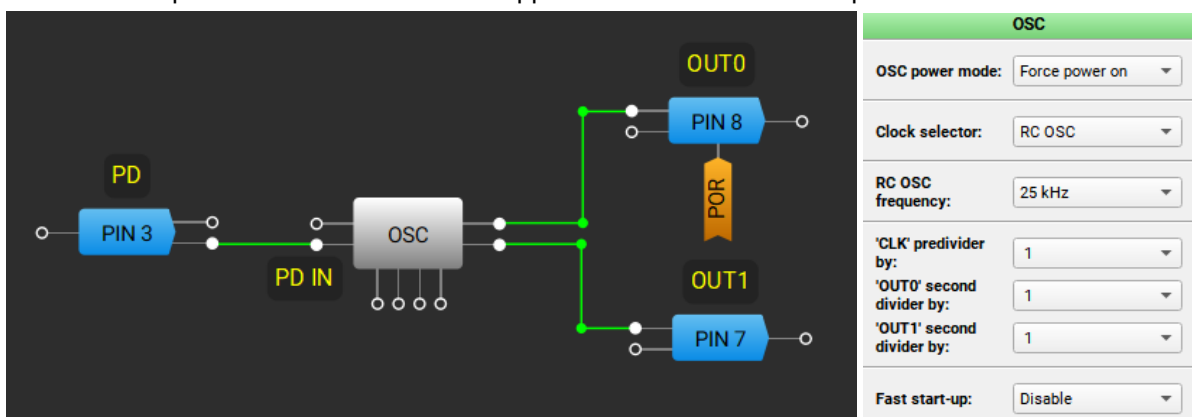 OUT0
PIN 8
POR
PD
PIN 3
OSC
PD IN
OUT1
PIN 7
OSC
OSC power mode: Force power on
Clock selector: RC OSC
RC OSC
frequency: 25 kHz
'CLK' predivider
by: 1
'OUT0' second
divider by: 1
'OUT1' second
divider by: 1
Fast start-up: Disable